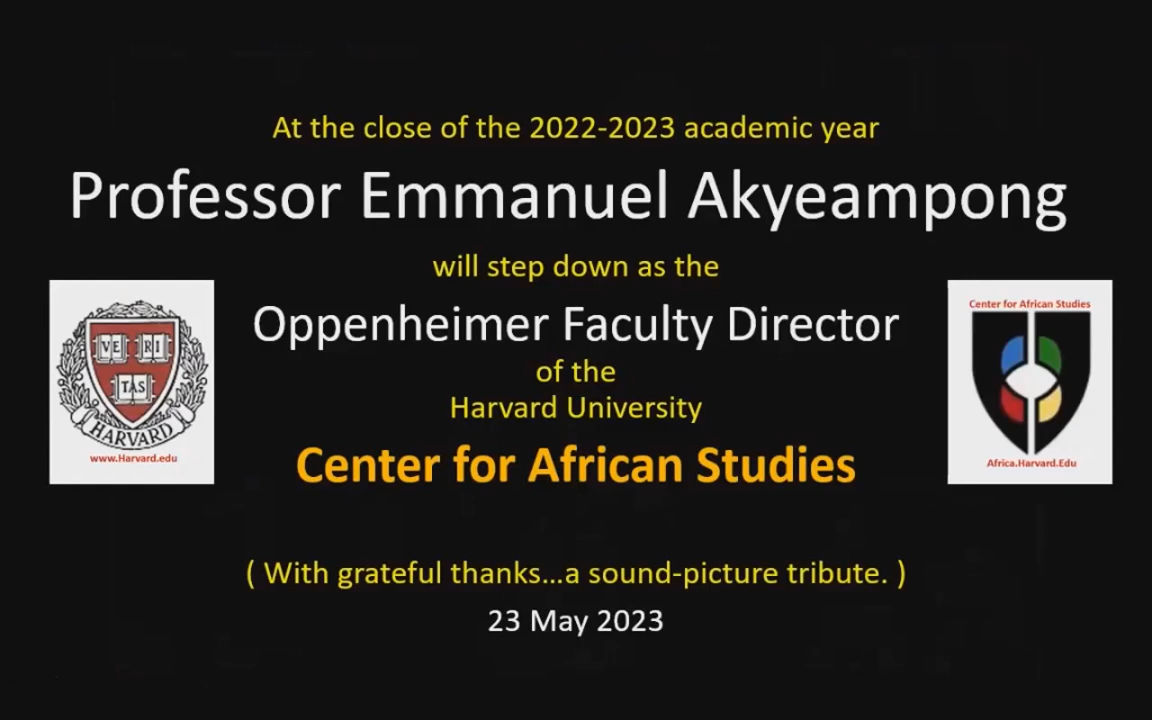 At the close of the 2022-2023 academic year
Professor Emmanuel Akyeampong
will step down as the
Oppenheimer Faculty Director
of the
Harvard University
Center for African Studies
VE RI
TAS
HARVARD
www.Harvard.edu
Center for African Studies
Africa.Harvard.Edu
( With grateful thanks…a sound-picture tribute. )
23 May 2023